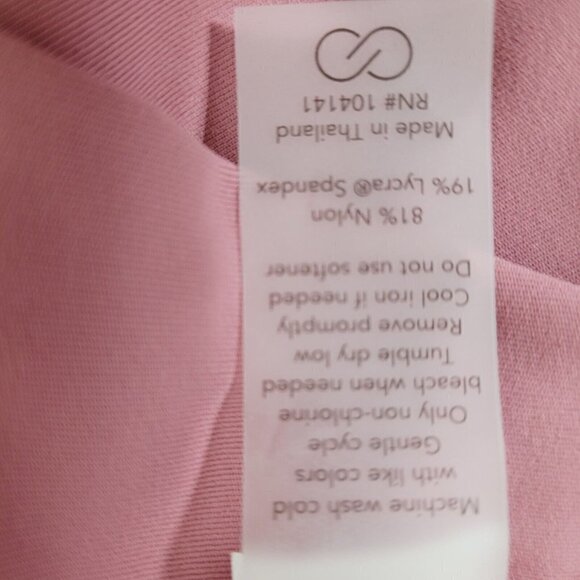 Machine wash cold
with like colors
Gentle cycle
Only non-chlorine
bleach when needed
Tumble dry low
Remove promptly
Cool iron if needed
Do not use softener
81% Nylon
19% Lycra® Spandex
Made in Thailand
RN# 104141